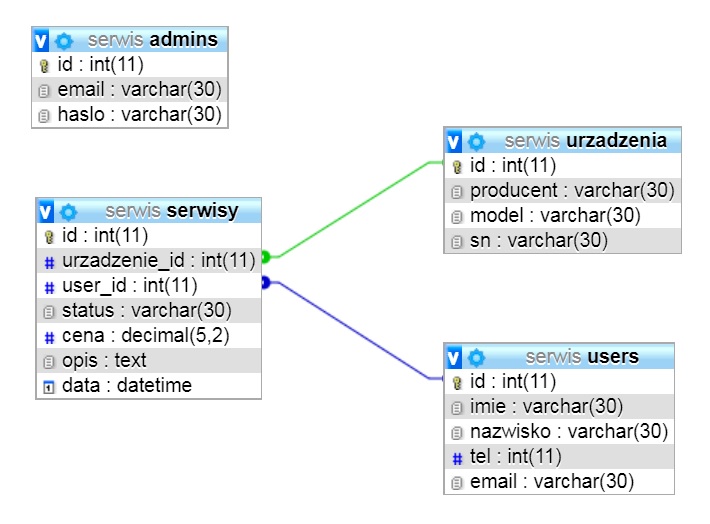 serwis admins
id : int(11)
email : varchar(30)
haslo : varchar(30)
serwis urzadzenia
id : int(11)
producent : varchar(30)
model : varchar(30)
sn : varchar(30)
serwis serwisy
id : int(11)
urzadzenie_id : int(11)
user_id : int(11)
status : varchar(30)
cena : decimal(5,2)
opis : text
data : datetime
serwis users
id : int(11)
imie : varchar(30)
nazwisko : varchar(30)
tel : int(11)
email : varchar(30)